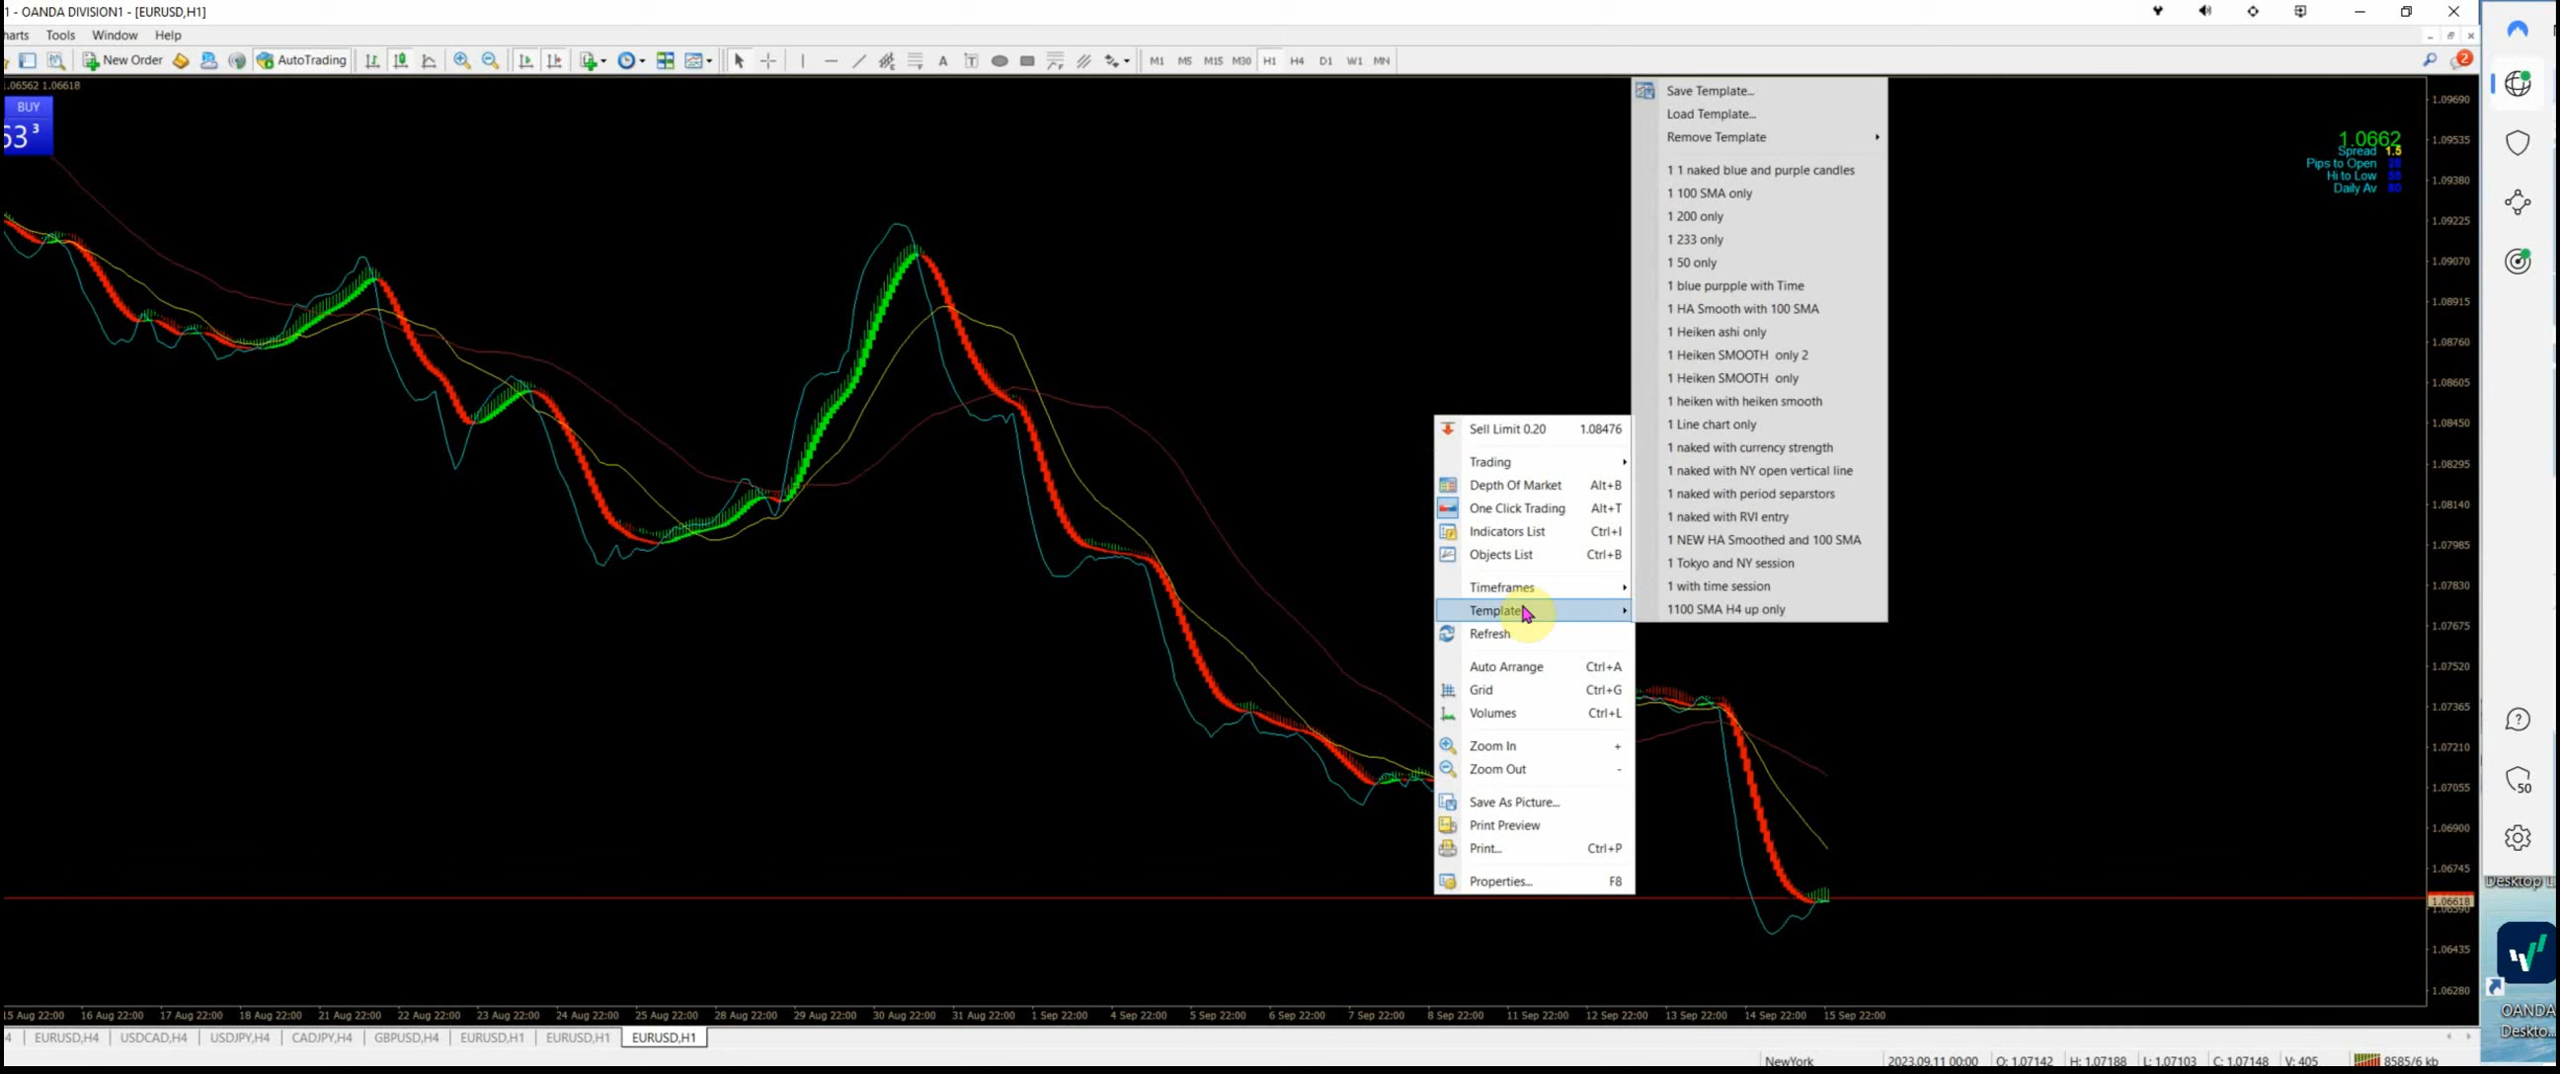 1 - OANDA DIVISION1 - [EURUSD,H1]
harts Tools Window Help
New Order AutoTrading M1 M5 M15 M30 H1 H4 D1 W1 MN 2
1.06562 1.06618
BUY
53 3
1.0662
Spread 1.5
Pips to Open
Hi to Low
Daily Av 80
Save Template...
Load Template...
Remove Template
1 1 naked blue and purple candles
1 100 SMA only
1 200 only
1 233 only
1 50 only
1 blue purpple with Time
1 HA Smooth with 100 SMA
1 Heiken ashi only
1 Heiken SMOOTH only 2
1 Heiken SMOOTH only
1 heiken with heiken smooth
1 Line chart only
1 naked with currency strength
1 naked with NY open vertical line
1 naked with period separstors
1 naked with RVI entry
1 NEW HA Smoothed and 100 SMA
1 Tokyo and NY session
1 with time session
1100 SMA H4 up only
Sell Limit 0.20 1.08476
Trading
Depth Of Market Alt+B
One Click Trading Alt+T
Indicators List Ctrl+I
Objects List Ctrl+B
Timeframes
Template
Refresh
Auto Arrange Ctrl+A
Grid Ctrl+G
Volumes Ctrl+L
Zoom In +
Zoom Out -
Save As Picture...
Print Preview
Print... Ctrl+P
Properties... F8
1.09690
1.09535
1.09380
1.09225
1.09070
1.08915
1.08760
1.08605
1.08450
1.08295
1.08140
1.07985
1.07830
1.07675
1.07520
1.07365
1.07210
1.07055
1.06900
1.06745
1.06618
1.06435
1.06280
15 Aug 22:00 16 Aug 22:00 17 Aug 22:00 18 Aug 22:00 21 Aug 22:00 22 Aug 22:00 23 Aug 22:00 24 Aug 22:00 25 Aug 22:00 28 Aug 22:00 29 Aug 22:00 30 Aug 22:00 31 Aug 22:00 1 Sep 22:00 4 Sep 22:00 5 Sep 22:00 6 Sep 22:00 7 Sep 22:00 8 Sep 22:00 11 Sep 22:00 12 Sep 22:00 13 Sep 22:00 14 Sep 22:00 15 Sep 22:00
4 EURUSD,H4 USDCAD,H4 USDJPY,H4 CADJPY,H4 GBPUSD,H4 EURUSD,H1 EURUSD,H1 EURUSD,H1
NewYork 2023.09.11 00:00 O: 1.07142 H: 1.07188 L: 1.07103 C: 1.07148 V: 405 8585/6 kb
50
Desktop
OANDA
Deskto...